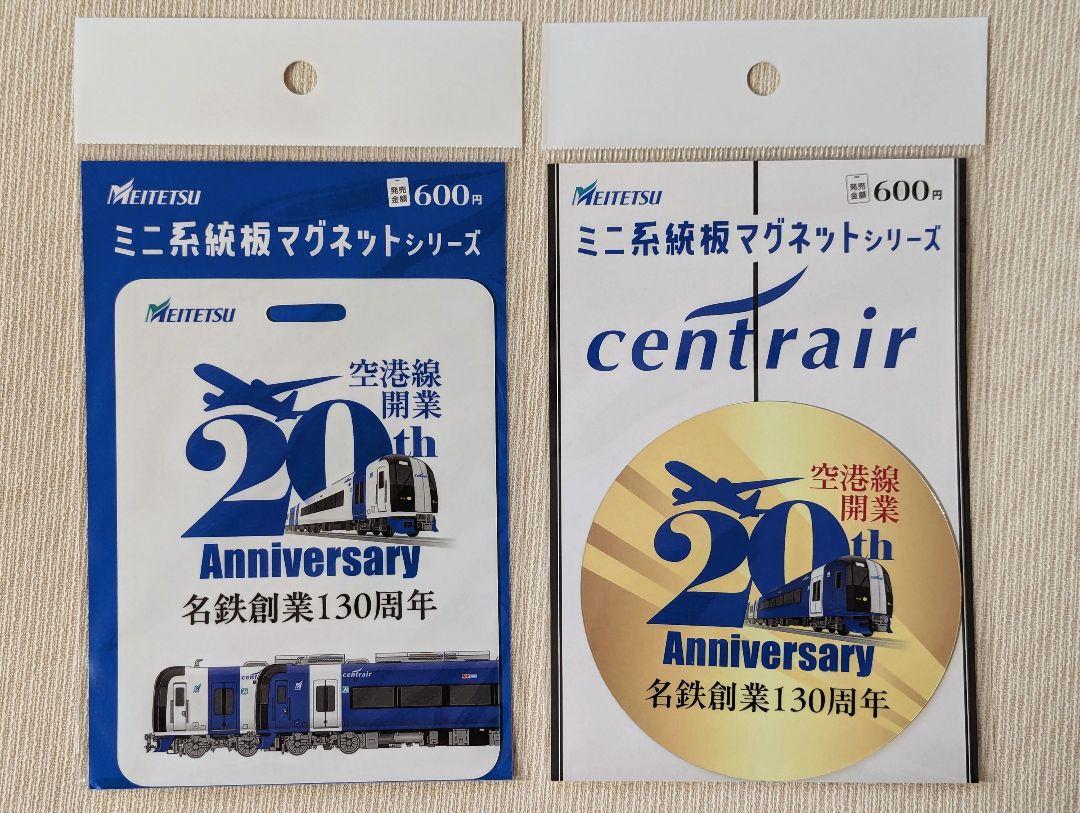 MEITETSU
発売
金額
600円
ミニ系統板マグネットシリーズ
MEITETSU
空港線
開業
20th
Anniversary
名鉄創業130周年
centrair
MEITETSU
発売
金額
600円
ミニ系統板マグネットシリーズ
centrair
空港線
開業
20th
Anniversary
名鉄創業130周年